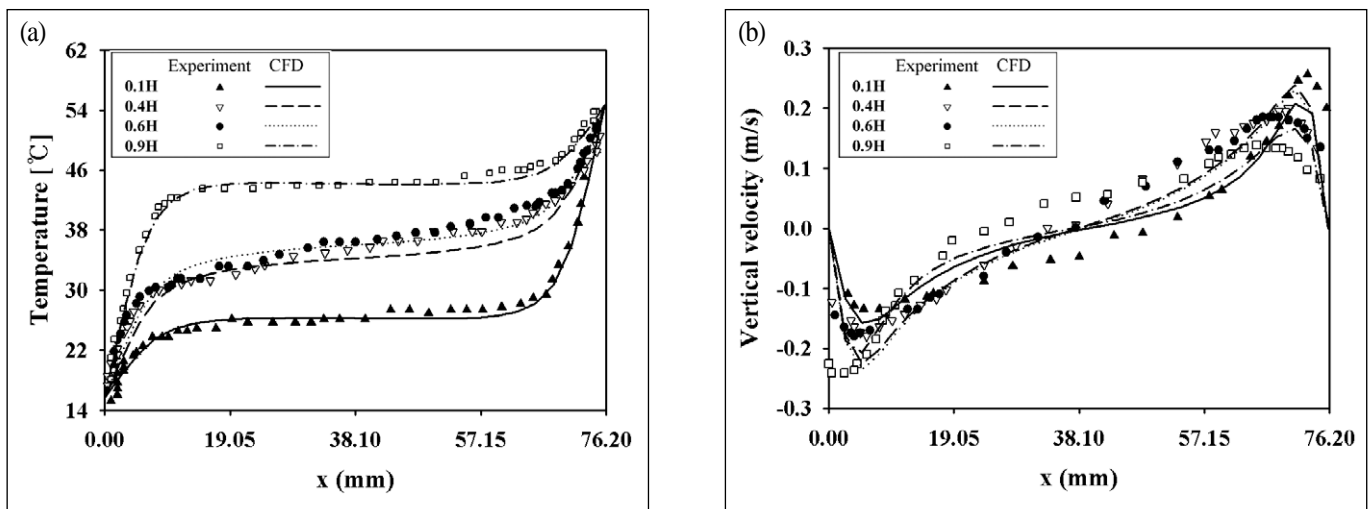 (a)
62
54
46
38
30
22
14
Temperature [℃]
Experiment CFD
0.1H
0.4H
0.6H
0.9H
0.00 19.05 38.10 57.15 76.20
x (mm)
(b)
0.3
0.2
0.1
0.0
-0.1
-0.2
-0.3
Vertical velocity (m/s)
Experiment CFD
0.1H
0.4H
0.6H
0.9H
0.00 19.05 38.10 57.15 76.20
x (mm)